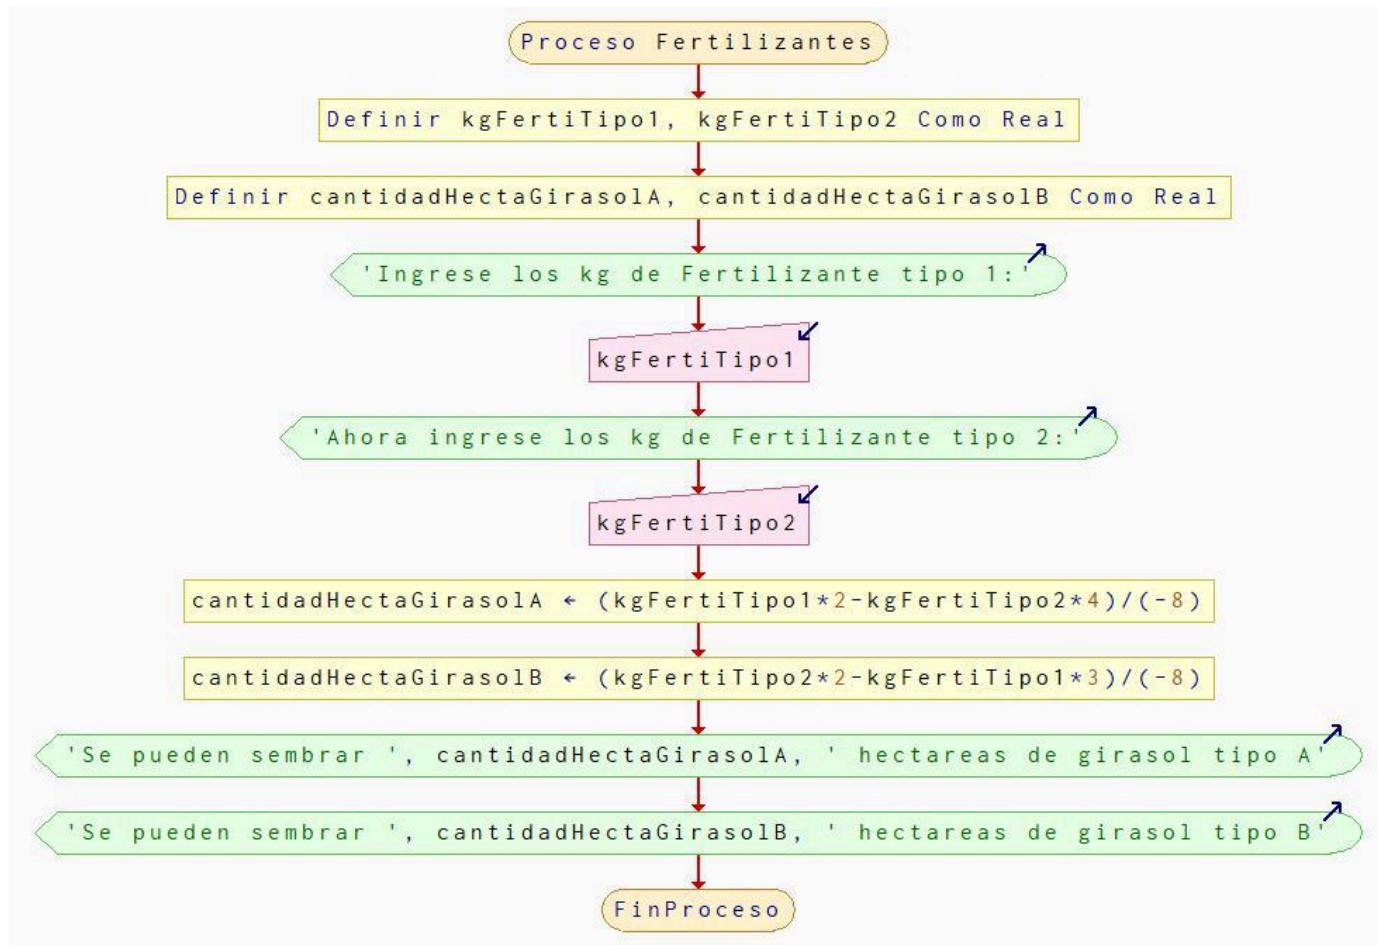 Proceso Fertilizantes
Definir kgFertiTipo1, kgFertiTipo2 Como Real
Definir cantidadHectaGirasolA, cantidadHectaGirasolB Como Real
'Ingrese los kg de Fertilizante tipo 1:'
kgFertiTipo1
'Ahora ingrese los kg de Fertilizante tipo 2:'
kgFertiTipo2
cantidadHectaGirasolA ← (kgFertiTipo1*2-kgFertiTipo2*4)/(-8)
cantidadHectaGirasolB ← (kgFertiTipo2*2-kgFertiTipo1*3)/(-8)
'Se pueden sembrar ', cantidadHectaGirasolA, ' hectareas de girasol tipo A'
'Se pueden sembrar ', cantidadHectaGirasolB, ' hectareas de girasol tipo B'
FinProceso